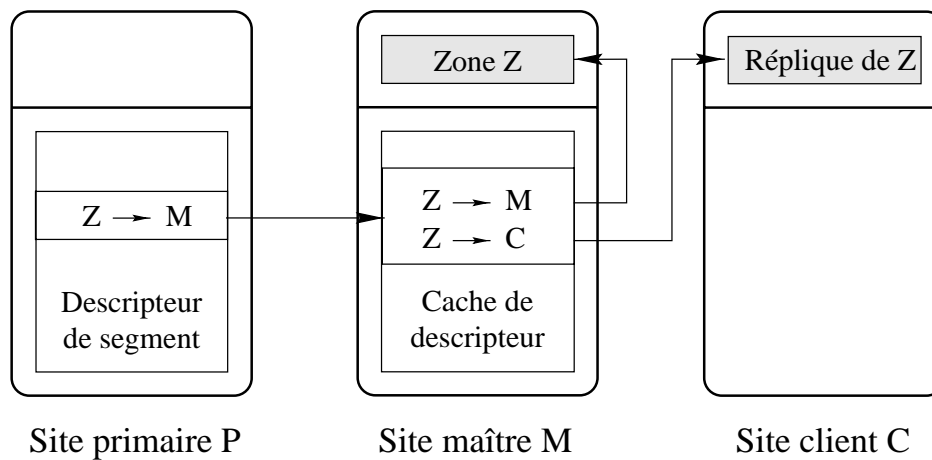 Zone Z
Réplique de Z
Z → M
Z → M
Z → C
Descripteur
de segment
Cache de
descripteur
Site primaire P
Site maître M
Site client C